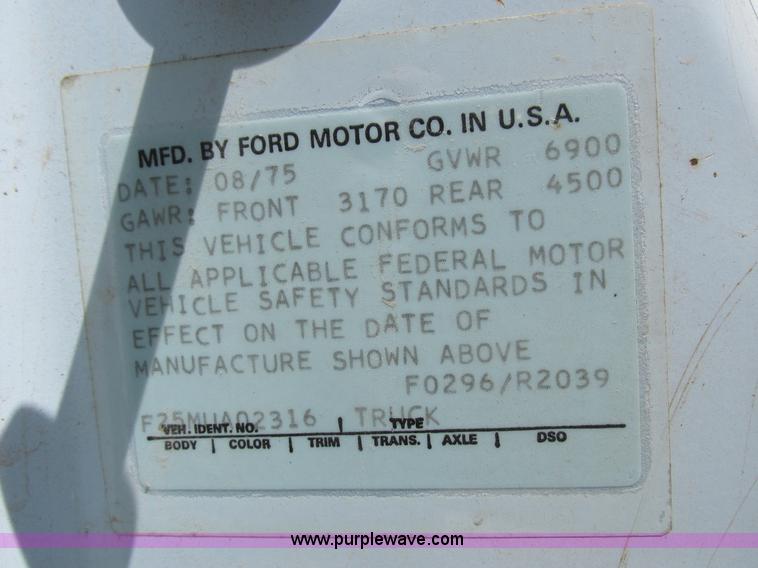 MFD. BY FORD MOTOR CO. IN U.S.A.
DATE: 08/75 GVWR 6900
GAWR: FRONT 3170 REAR 4500
THIS VEHICLE CONFORMS TO
ALL APPLICABLE FEDERAL MOTOR
VEHICLE SAFETY STANDARDS IN
EFFECT ON THE DATE OF
MANUFACTURE SHOWN ABOVE
F0296/R2039
F25MUA02316 TRUCK
VEH. IDENT. NO. TYPE
BODY COLOR TRIM TRANS. AXLE DSO
www.purplewave.com